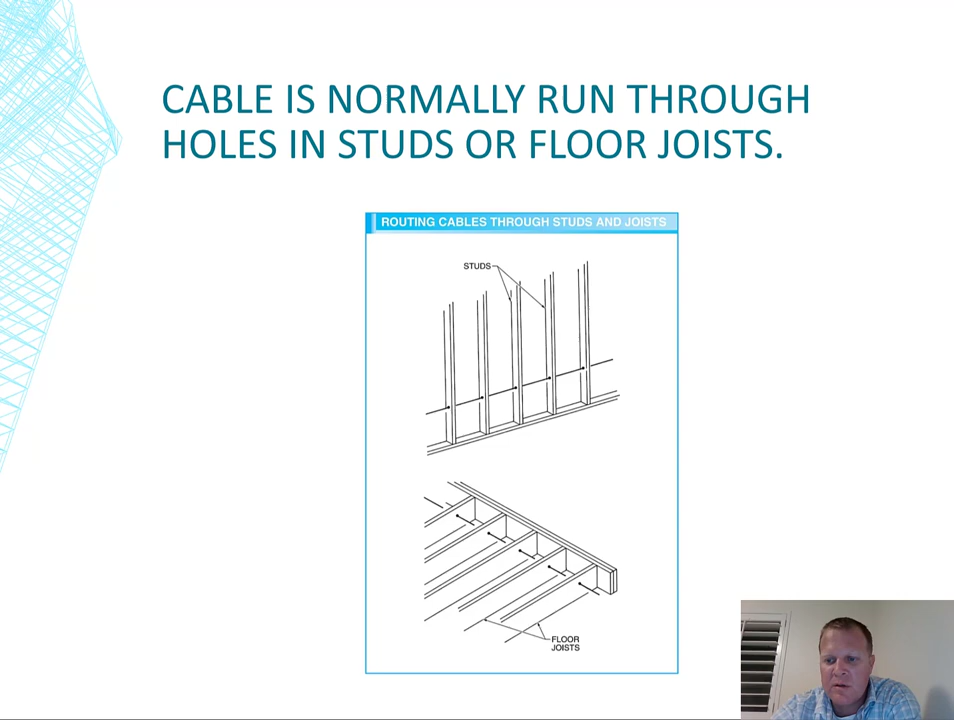 CABLE IS NORMALLY RUN THROUGH
HOLES IN STUDS OR FLOOR JOISTS.
ROUTING CABLES THROUGH STUDS AND JOISTS
STUDS
FLOOR
JOISTS